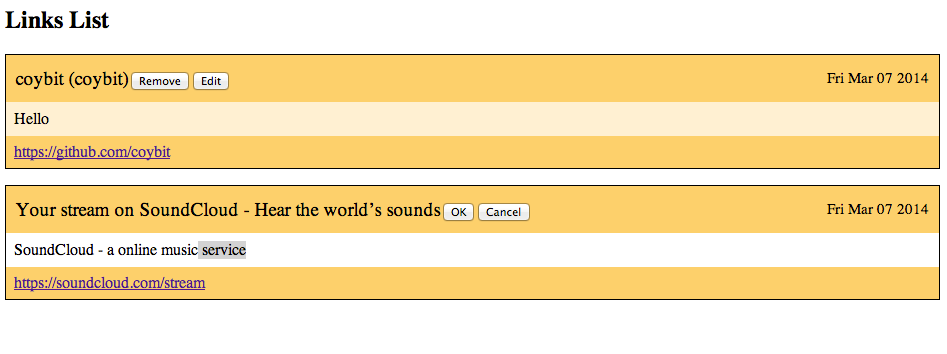 Links List
coybit (coybit) Remove Edit Fri Mar 07 2014
Hello
https://github.com/coybit
Your stream on SoundCloud - Hear the world’s sounds OK Cancel Fri Mar 07 2014
SoundCloud - a online music service
https://soundcloud.com/stream